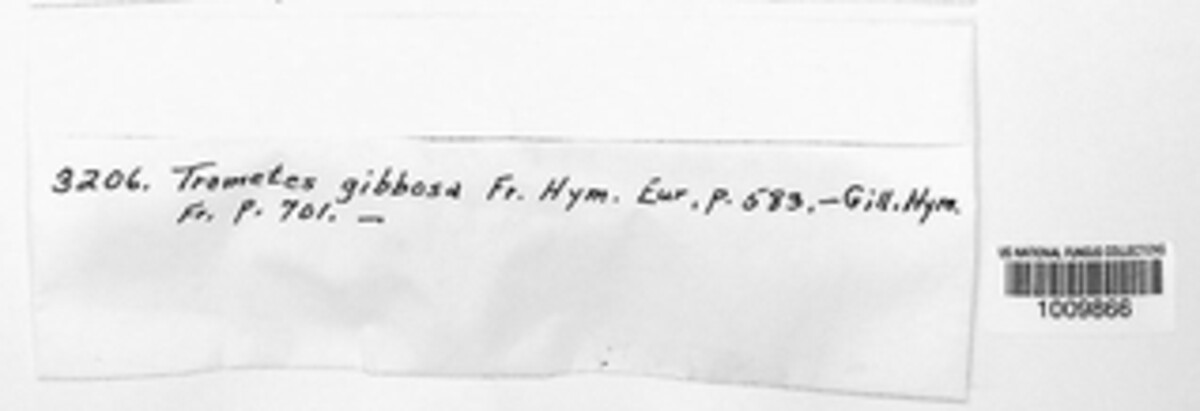 3206. Trametes gibbosa Fr. Hym. Eur. p. 583. — Gill. Hym.
Fr. p. 701. —
US NATIONAL FUNGUS COLLECTIONS
1009866